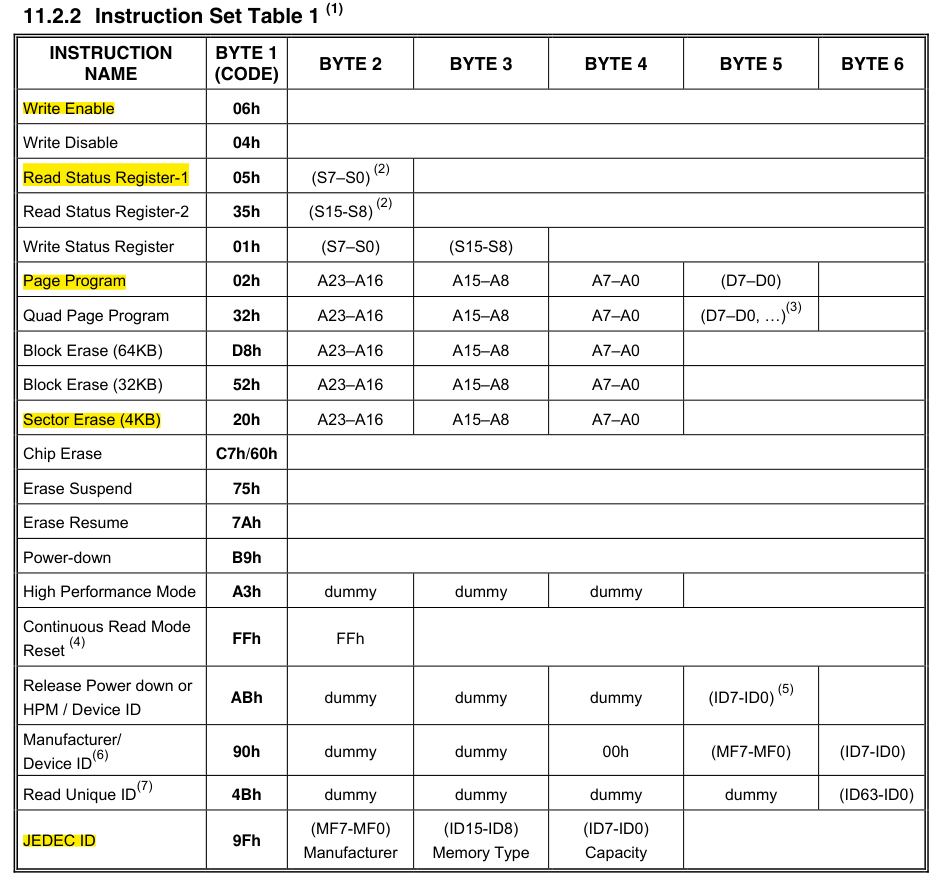 11.2.2 Instruction Set Table 1 (1)
INSTRUCTION NAME BYTE 1 (CODE) BYTE 2 BYTE 3 BYTE 4 BYTE 5 BYTE 6
Write Enable 06h
Write Disable 04h
Read Status Register-1 05h (S7–S0) (2)
Read Status Register-2 35h (S15-S8) (2)
Write Status Register 01h (S7–S0) (S15-S8)
Page Program 02h A23–A16 A15–A8 A7–A0 (D7–D0)
Quad Page Program 32h A23–A16 A15–A8 A7–A0 (D7–D0, …)(3)
Block Erase (64KB) D8h A23–A16 A15–A8 A7–A0
Block Erase (32KB) 52h A23–A16 A15–A8 A7–A0
Sector Erase (4KB) 20h A23–A16 A15–A8 A7–A0
Chip Erase C7h/60h
Erase Suspend 75h
Erase Resume 7Ah
Power-down B9h
High Performance Mode A3h dummy dummy dummy
Continuous Read Mode Reset (4) FFh FFh
Release Power down or HPM / Device ID ABh dummy dummy dummy (ID7-ID0) (5)
Manufacturer/ Device ID(6) 90h dummy dummy 00h (MF7-MF0) (ID7-ID0)
Read Unique ID(7) 4Bh dummy dummy dummy dummy (ID63-ID0)
JEDEC ID 9Fh (MF7-MF0) Manufacturer (ID15-ID8) Memory Type (ID7-ID0) Capacity